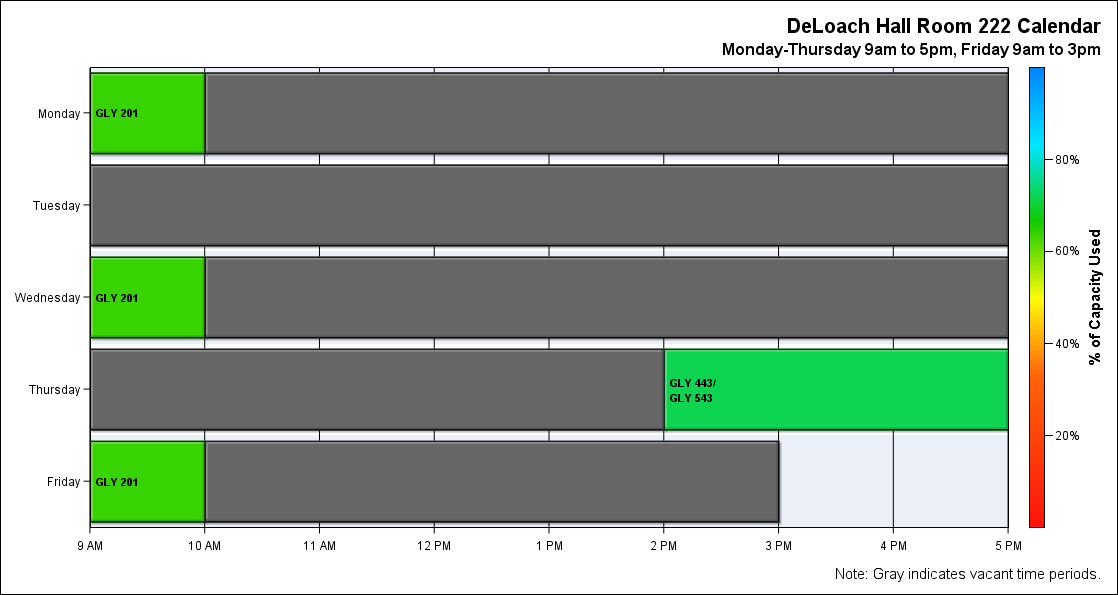 DeLoach Hall Room 222 Calendar
Monday-Thursday 9am to 5pm, Friday 9am to 3pm
Monday
GLY 201
Tuesday
Wednesday
GLY 201
Thursday
GLY 443/
GLY 543
Friday
GLY 201
9 AM 10 AM 11 AM 12 PM 1 PM 2 PM 3 PM 4 PM 5 PM
80%
60%
40%
20%
% of Capacity Used
Note: Gray indicates vacant time periods.